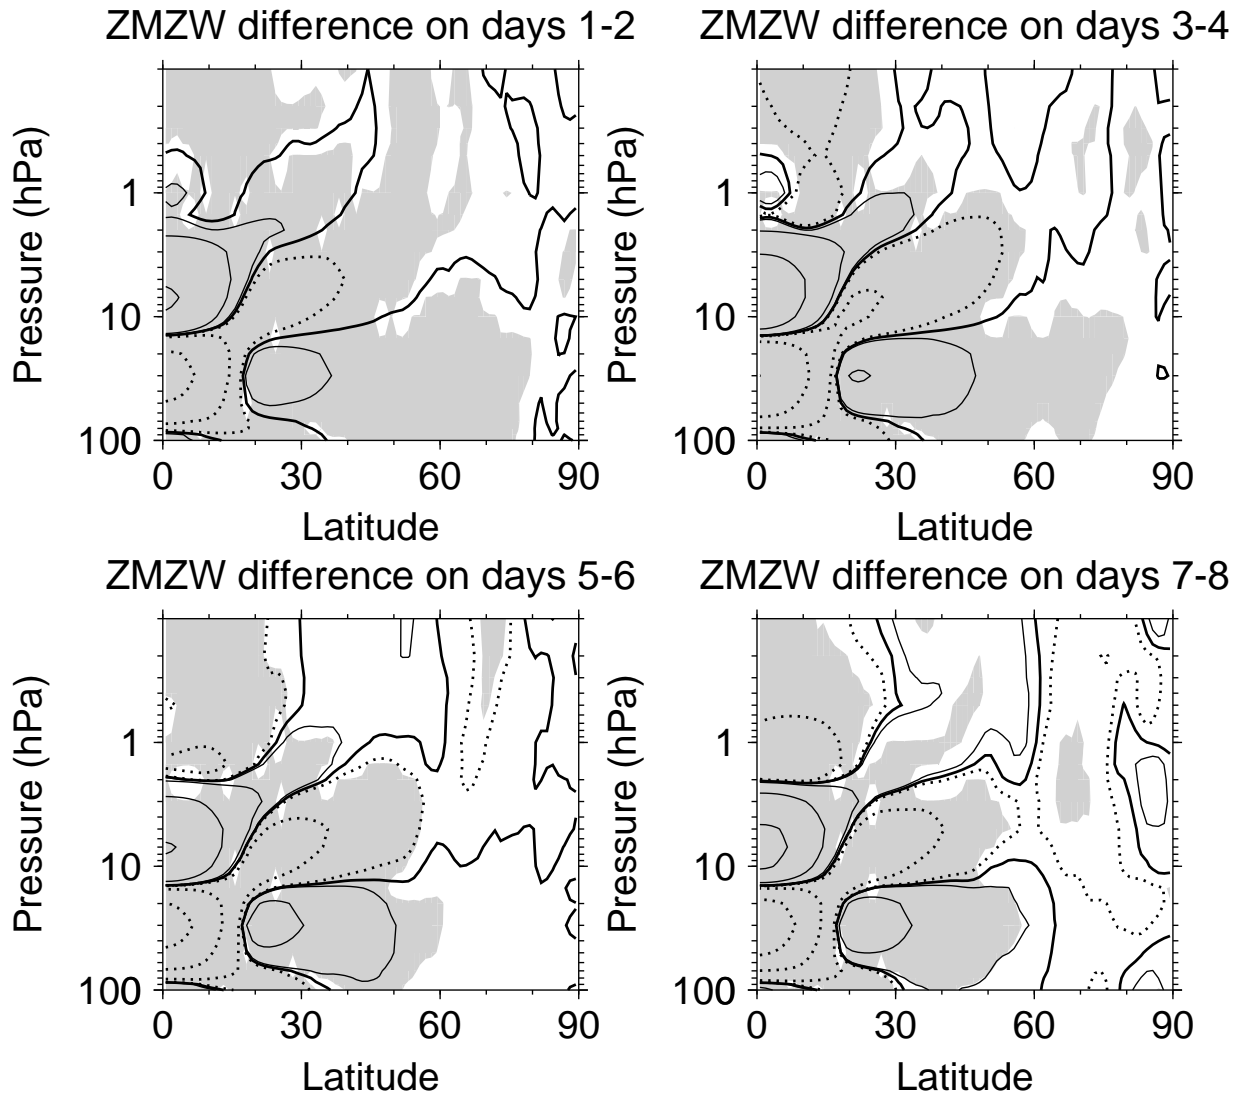 ZMZW difference on days 1-2
Pressure (hPa)
1
10
100
0 30 60 90
Latitude
ZMZW difference on days 3-4
Pressure (hPa)
1
10
100
0 30 60 90
Latitude
ZMZW difference on days 5-6
Pressure (hPa)
1
10
100
0 30 60 90
Latitude
ZMZW difference on days 7-8
Pressure (hPa)
1
10
100
0 30 60 90
Latitude